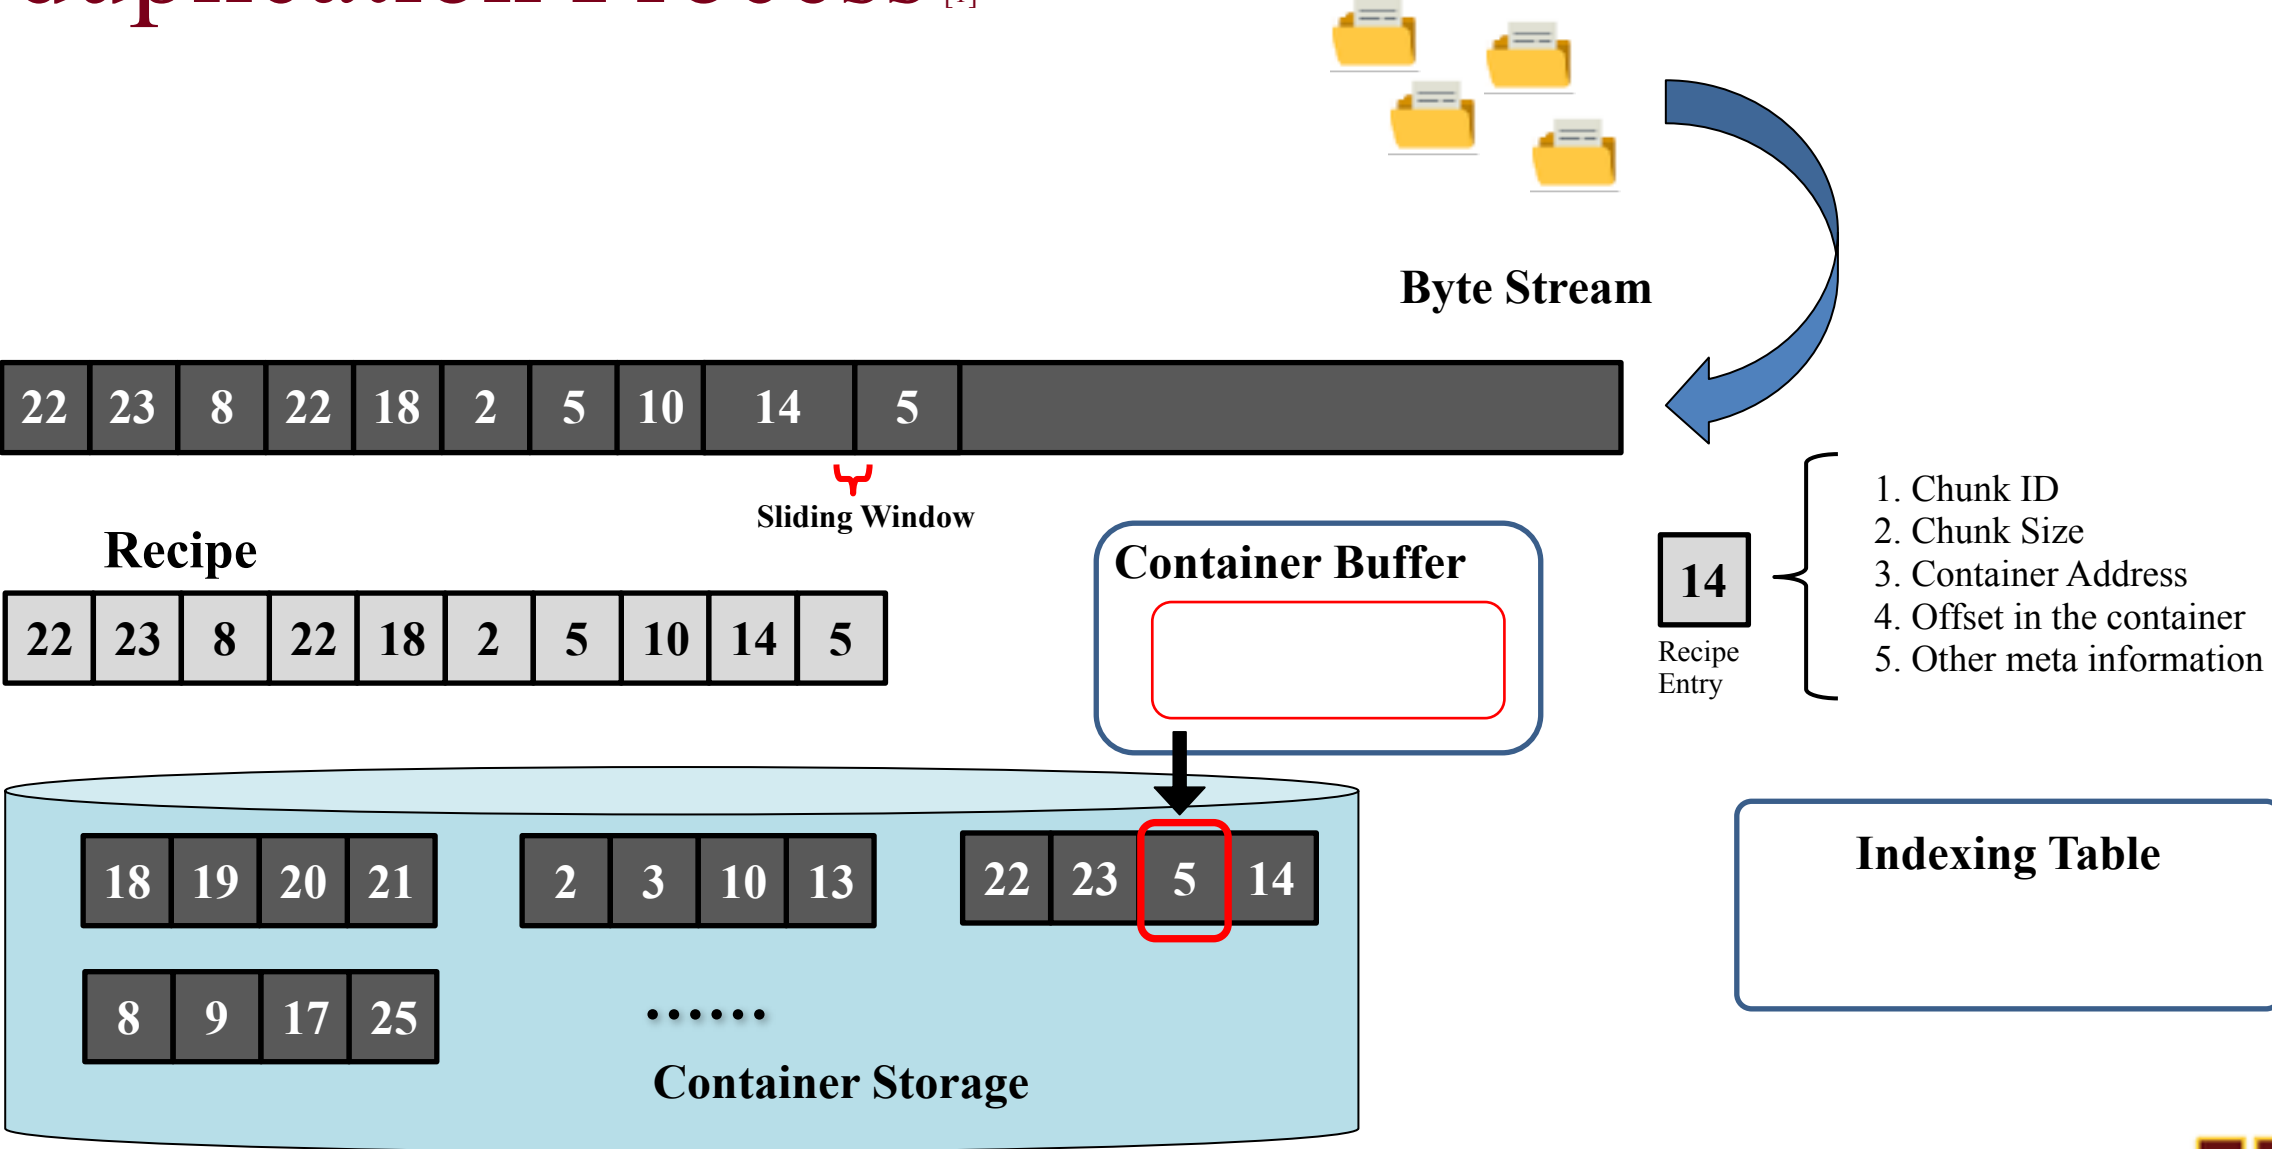 duplication Process [1]
Byte Stream
22 23 8 22 18 2 5 10 14 5
Sliding Window
Recipe
22 23 8 22 18 2 5 10 14 5
Container Buffer
14
Recipe
Entry
1. Chunk ID
2. Chunk Size
3. Container Address
4. Offset in the container
5. Other meta information
18 19 20 21
2 3 10 13
22 23 5 14
8 9 17 25
......
Container Storage
Indexing Table